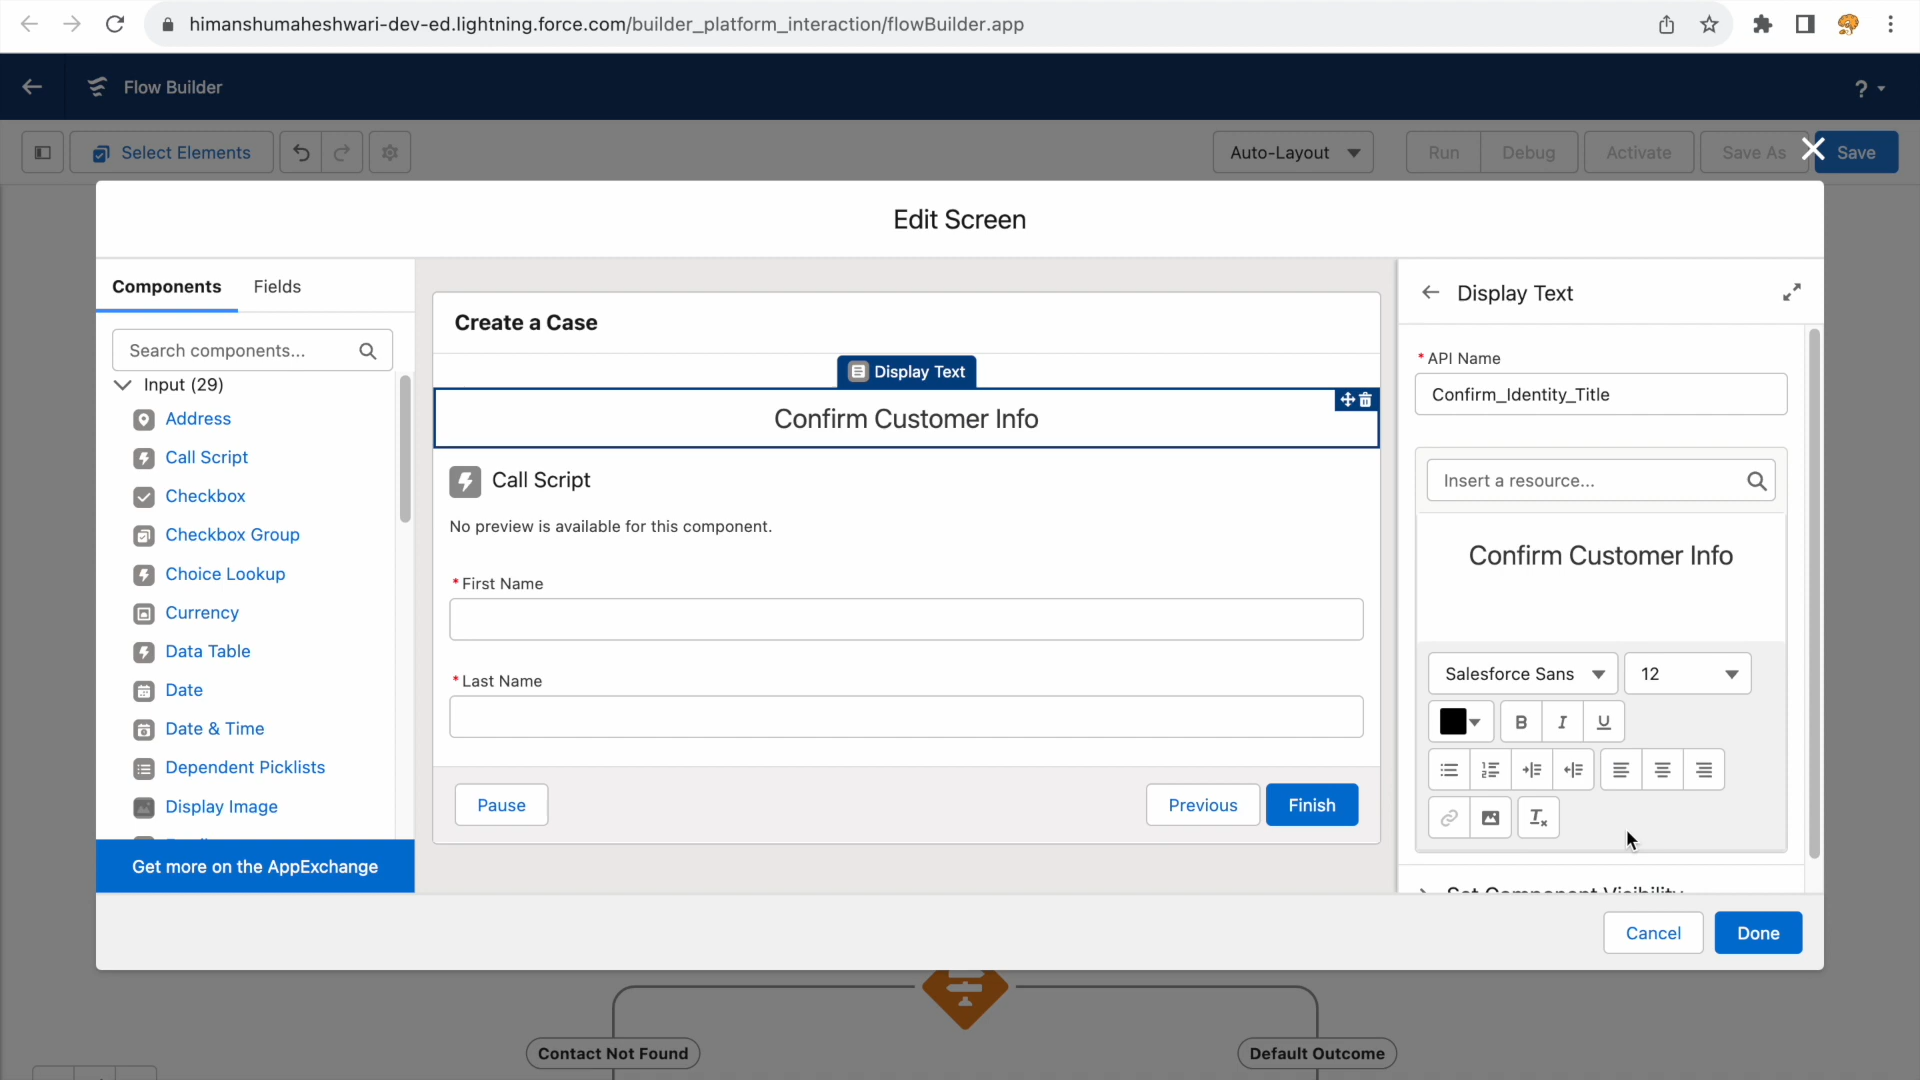 himanshumaheshwari-dev-ed.lightning.force.com/builder_platform_interaction/flowBuilder.app
Flow Builder
?
Select Elements
Auto-Layout
Run
Debug
Activate
Save As
Save
Edit Screen
Components
Fields
Search components...
Input (29)
Address
Call Script
Checkbox
Checkbox Group
Choice Lookup
Currency
Data Table
Date
Date & Time
Dependent Picklists
Display Image
Get more on the AppExchange
Create a Case
Display Text
Confirm Customer Info
Call Script
No preview is available for this component.
* First Name
* Last Name
Pause
Previous
Finish
Display Text
* API Name
Confirm_Identity_Title
Insert a resource...
Confirm Customer Info
Salesforce Sans
12
B
I
U
Set Component Visibility
Cancel
Done
Contact Not Found
Default Outcome